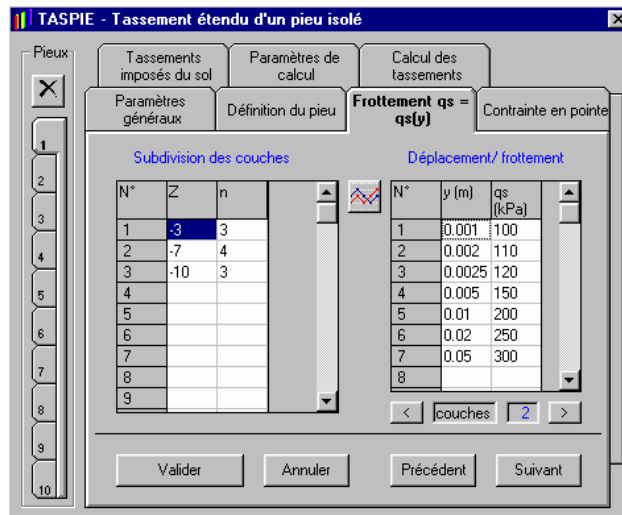 TASPIE - Tassement étendu d'un pieu isolé
Pieux
1
2
3
4
5
6
7
8
9
10
Tassements imposés du sol
Paramètres de calcul
Calcul des tassements
Paramètres généraux
Définition du pieu
Frottement qs = qs(y)
Contrainte en pointe
Subdivision des couches
N° Z n
1 -3 3
2 -7 4
3 -10 3
4
5
6
7
8
9
Déplacement/ frottement
N° y (m) qs (kPa)
1 0.001 100
2 0.002 110
3 0.0025 120
4 0.005 150
5 0.01 200
6 0.02 250
7 0.05 300
8
< couches 2 >
Valider
Annuler
Précédent
Suivant